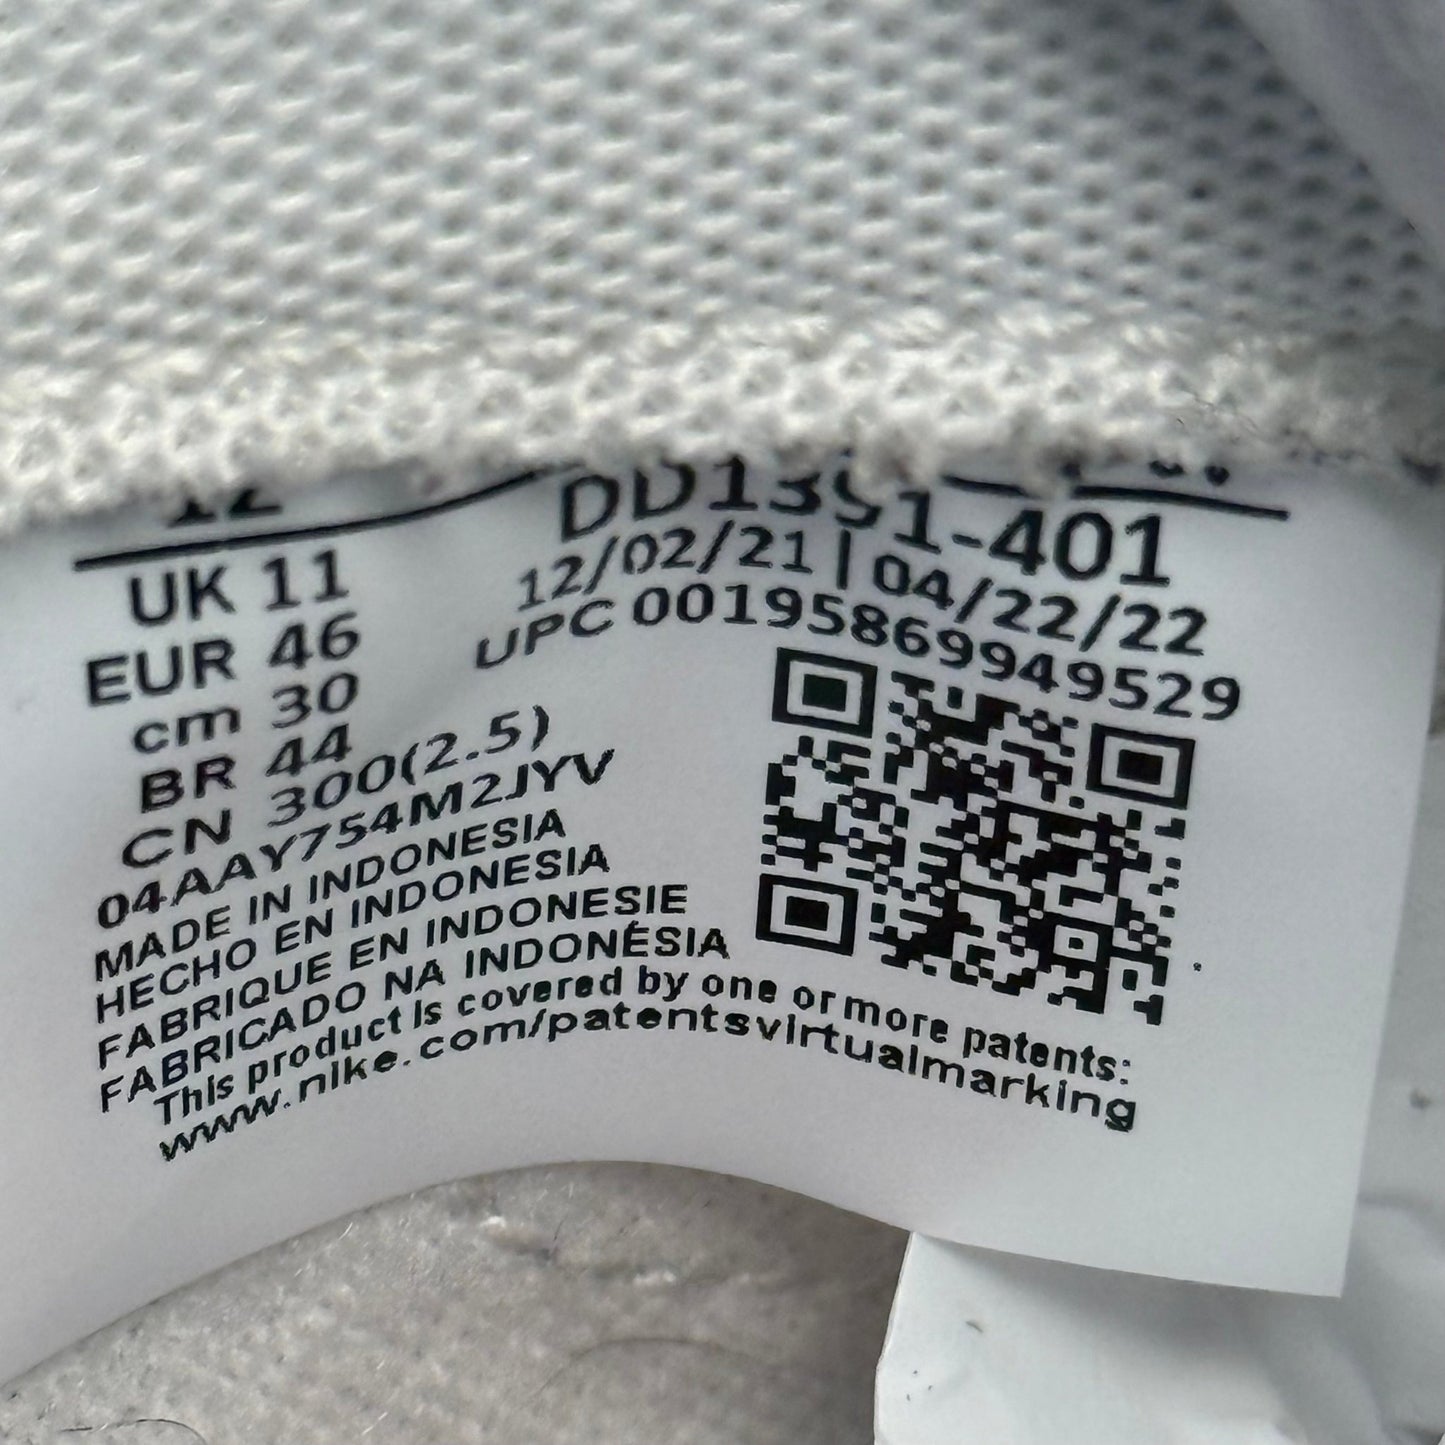 12
UK 11
EUR 46
cm 30
BR 44
CN 300(2.5)
04AAY754M2JYV
MADE IN INDONESIA
HECHO EN INDONESIA
FABRIQUE EN INDONESIE
FABRICADO NA INDONÉSIA
This product is covered by one or more patents:
www.nike.com/patentsvirtualmarking
DD1391-401
12/02/21 | 04/22/22
UPC 00195869949529